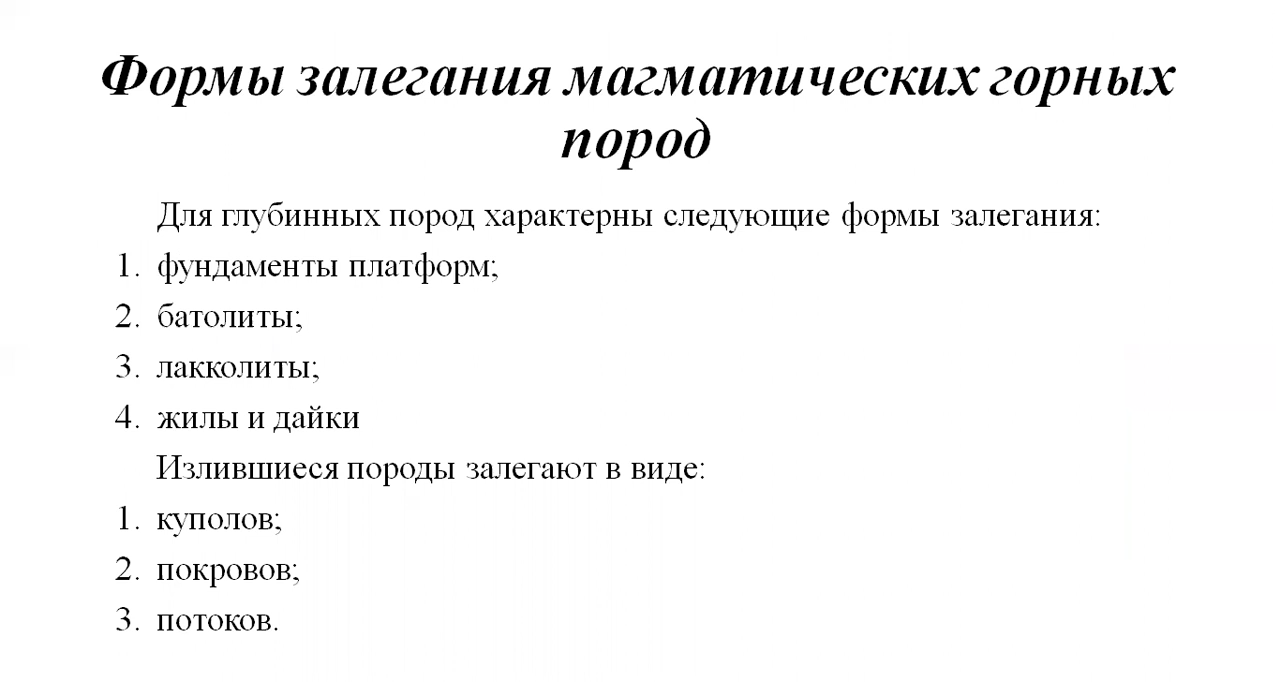 Формы залегания магматических горных
пород
Для глубинных пород характерны следующие формы залегания:
1. фундаменты платформ;
2. батолиты;
3. лакколиты;
4. жилы и дайки
Излившиеся породы залегают в виде:
1. куполов;
2. покровов;
3. потоков.